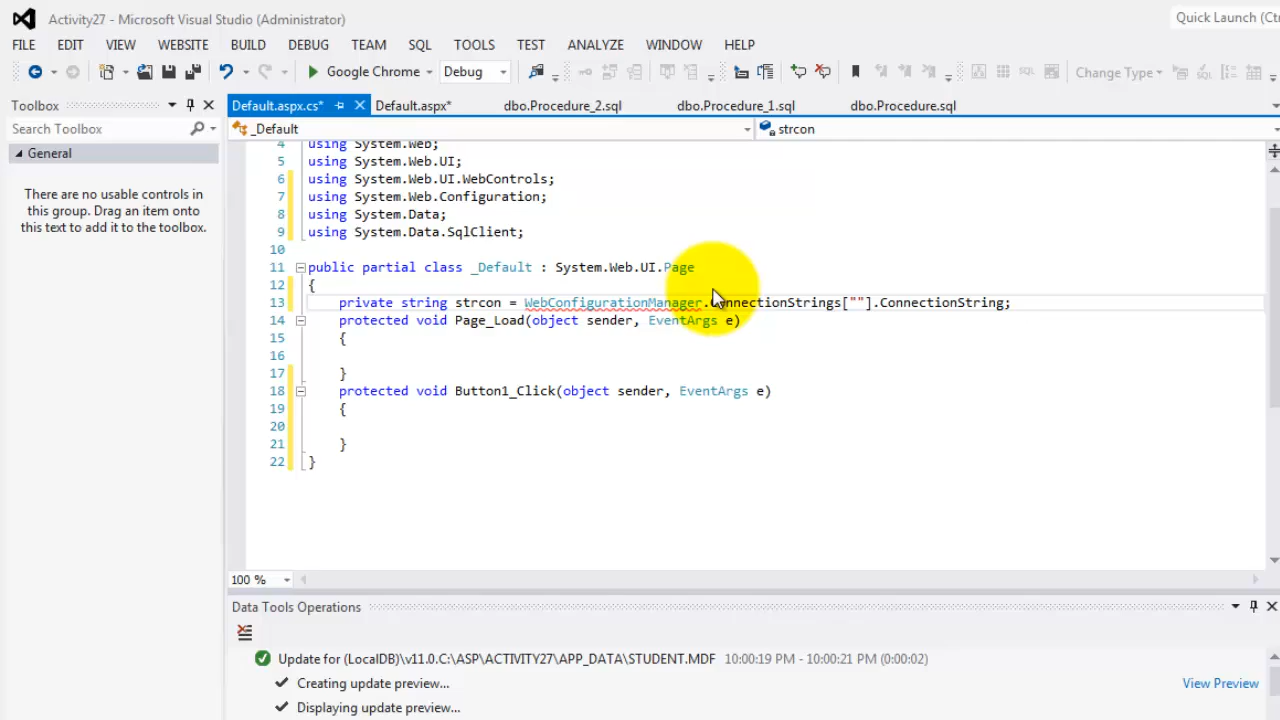 Activity27 - Microsoft Visual Studio (Administrator)
Quick Launch (Ctr
FILE EDIT VIEW WEBSITE BUILD DEBUG TEAM SQL TOOLS TEST ANALYZE WINDOW HELP
Google Chrome Debug SQL Change Type SQL
Toolbox
Default.aspx.cs* Default.aspx* dbo.Procedure_2.sql dbo.Procedure_1.sql dbo.Procedure.sql
Search Toolbox
_Default strcon
General
There are no usable controls in
this group. Drag an item onto
this text to add it to the toolbox.
4 using System.Web;
5 using System.Web.UI;
6 using System.Web.UI.WebControls;
7 using System.Web.Configuration;
8 using System.Data;
9 using System.Data.SqlClient;
10
11 public partial class _Default : System.Web.UI.Page
12 {
13 private string strcon = WebConfigurationManager.ConnectionStrings[""].ConnectionString;
14 protected void Page_Load(object sender, EventArgs e)
15 {
16
17 }
18 protected void Button1_Click(object sender, EventArgs e)
19 {
20
21 }
22 }
100 %
Data Tools Operations
Update for (LocalDB)\v11.0.C:\ASP\ACTIVITY27\APP_DATA\STUDENT.MDF 10:00:19 PM - 10:00:21 PM (0:00:02)
Creating update preview... View Preview
Displaying update preview...